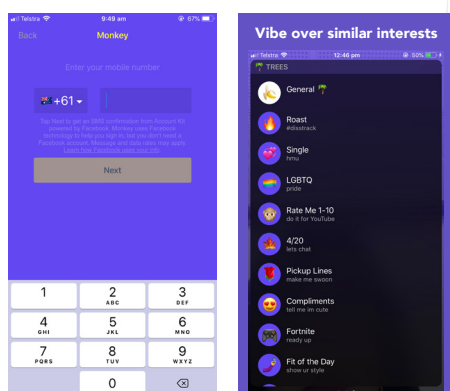 Telstra 9:49 am 67%
Back Monkey
Enter your mobile number
+61
Tap Next to get an SMS confirmation from Account Kit
powered by Facebook. Monkey uses Facebook
technology to help you sign in, but you don't need a
Facebook account. Message and data rates may apply.
Learn how Facebook uses your info.
Next
1
2
ABC
3
DEF
4
GHI
5
JKL
6
MNO
7
PQRS
8
TUV
9
WXYZ
0
Vibe over similar interests
Telstra 12:46 pm 50%
TREES
General
Roast
#disstrack
Single
hmu
LGBTQ
pride
Rate Me 1-10
do it for YouTube
4/20
lets chat
Pickup Lines
make me swoon
Compliments
tell me im cute
Fortnite
ready up
Fit of the Day
show ur style